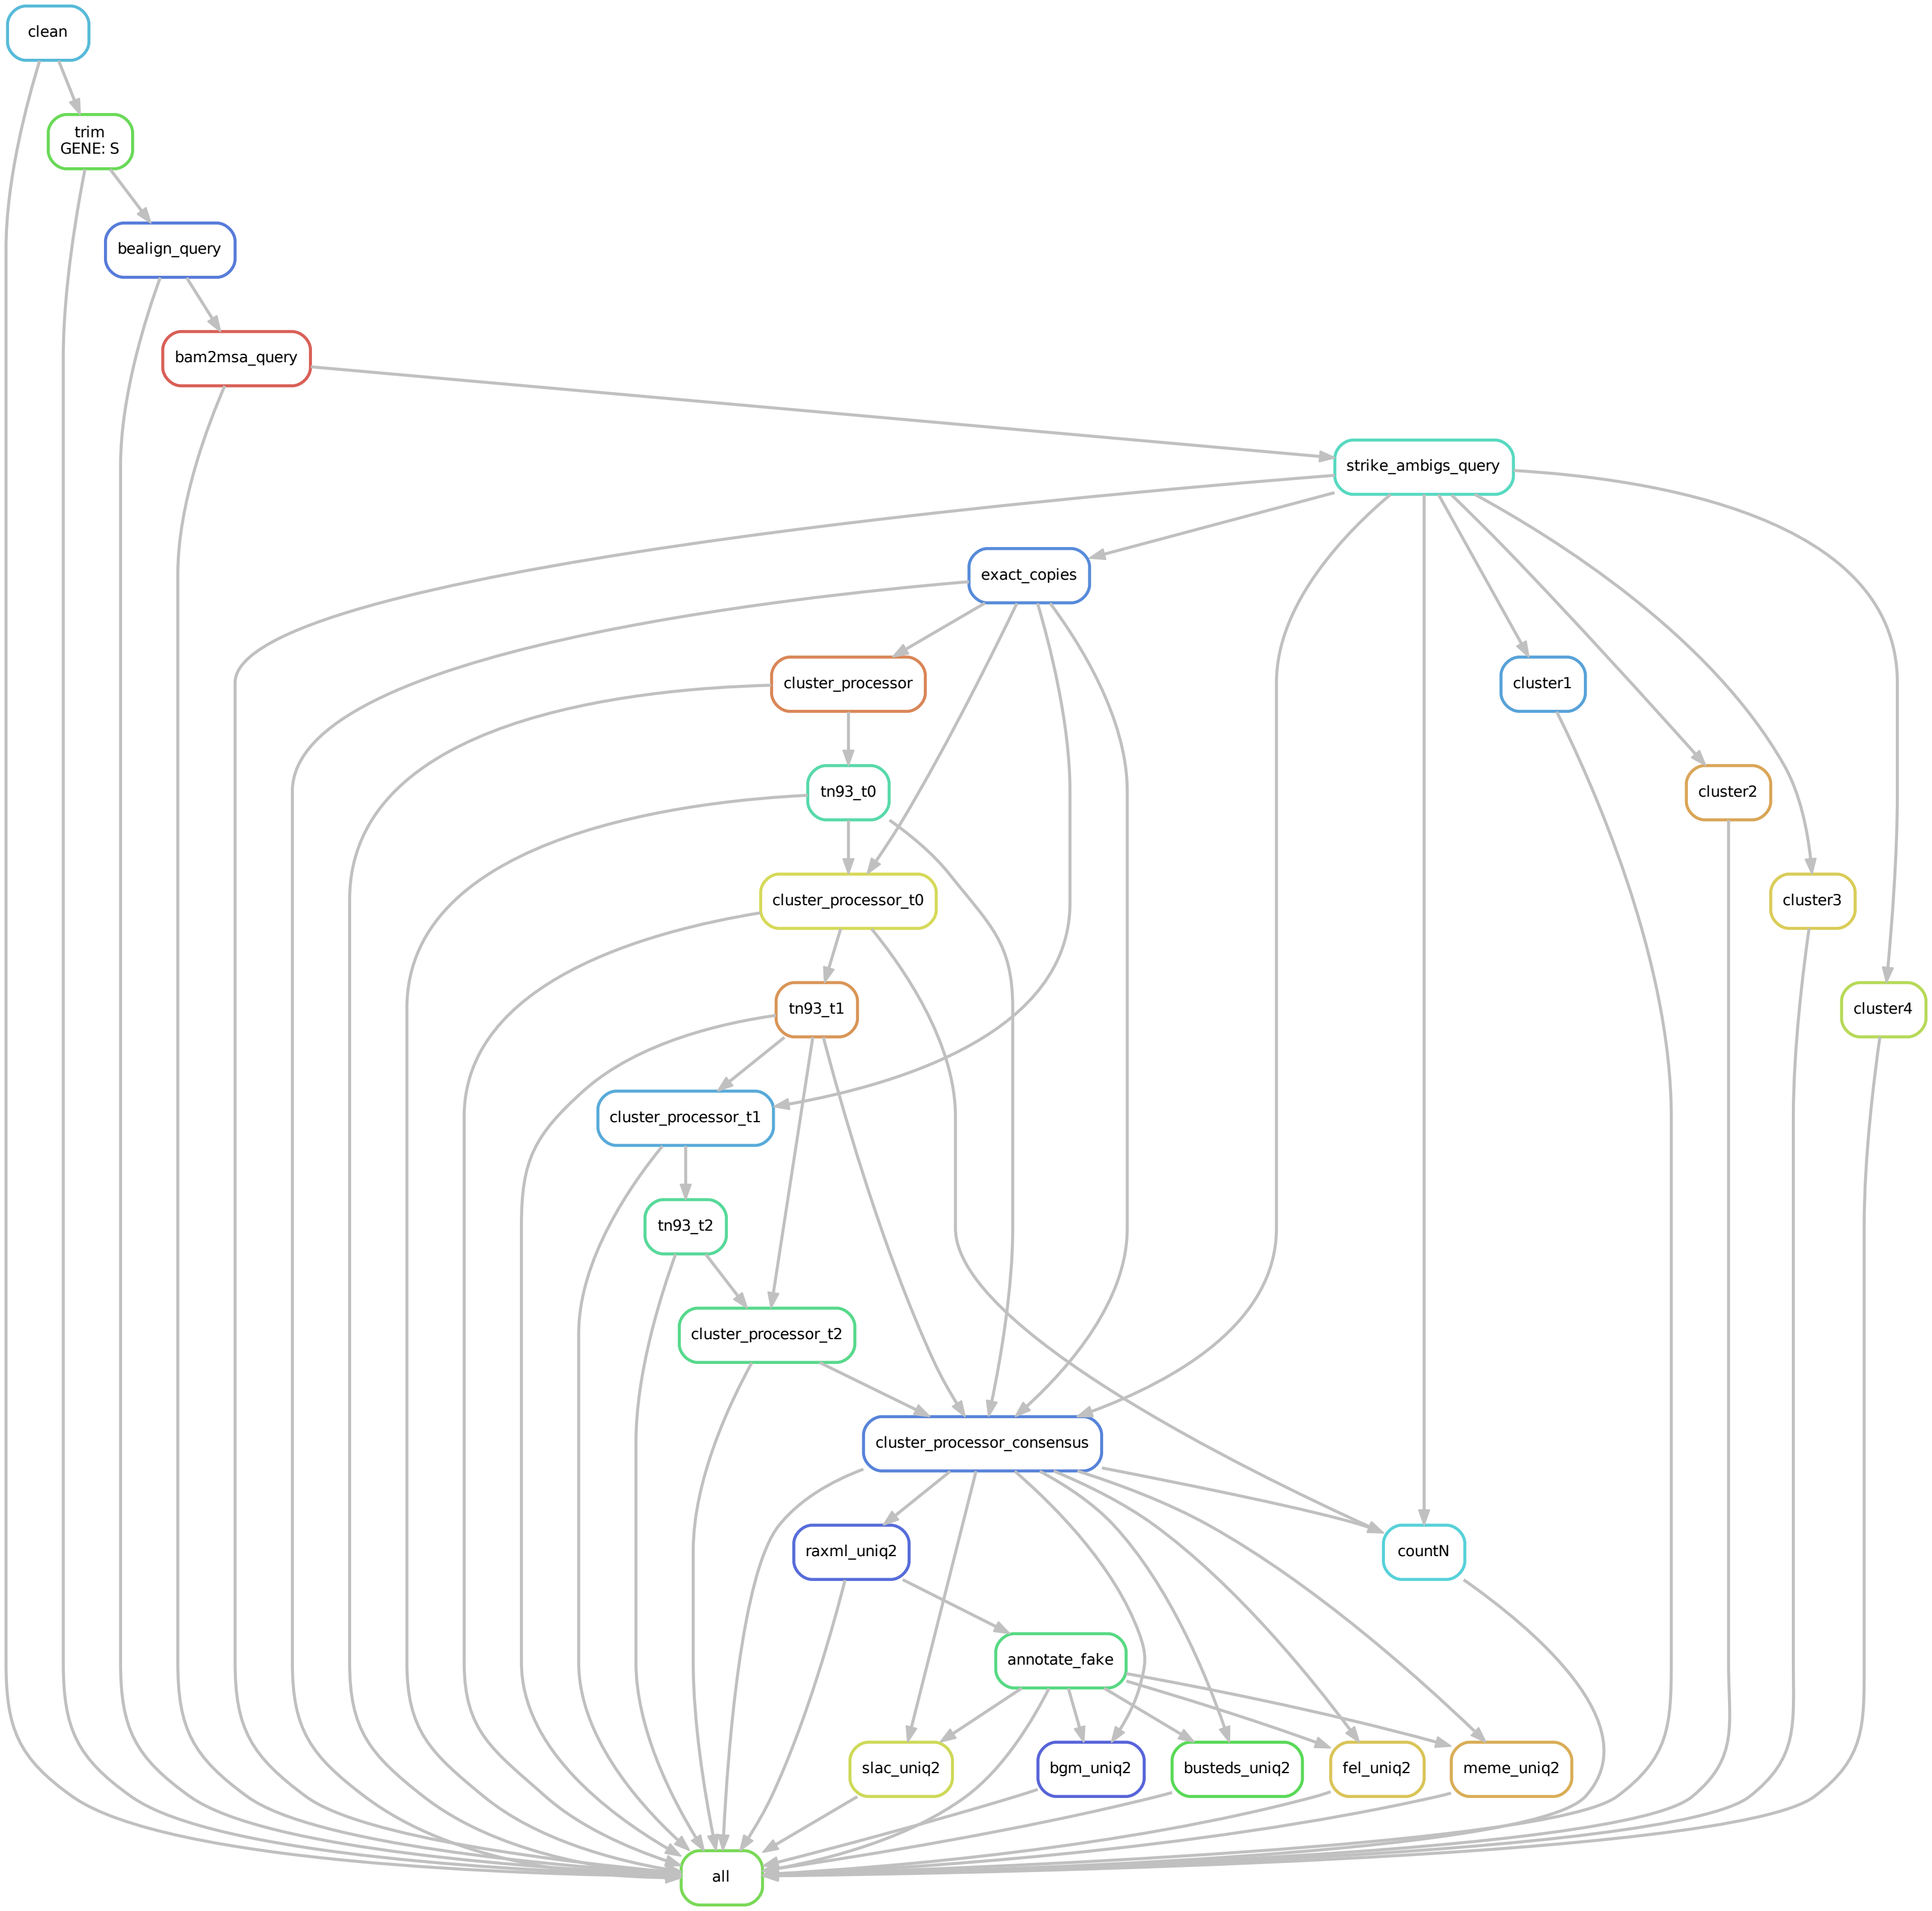 clean
trim
GENE: S
bealign_query
bam2msa_query
strike_ambigs_query
exact_copies
cluster_processor
cluster1
tn93_t0
cluster2
cluster_processor_t0
cluster3
tn93_t1
cluster4
cluster_processor_t1
tn93_t2
cluster_processor_t2
cluster_processor_consensus
raxml_uniq2
countN
annotate_fake
slac_uniq2
bgm_uniq2
busteds_uniq2
fel_uniq2
meme_uniq2
all